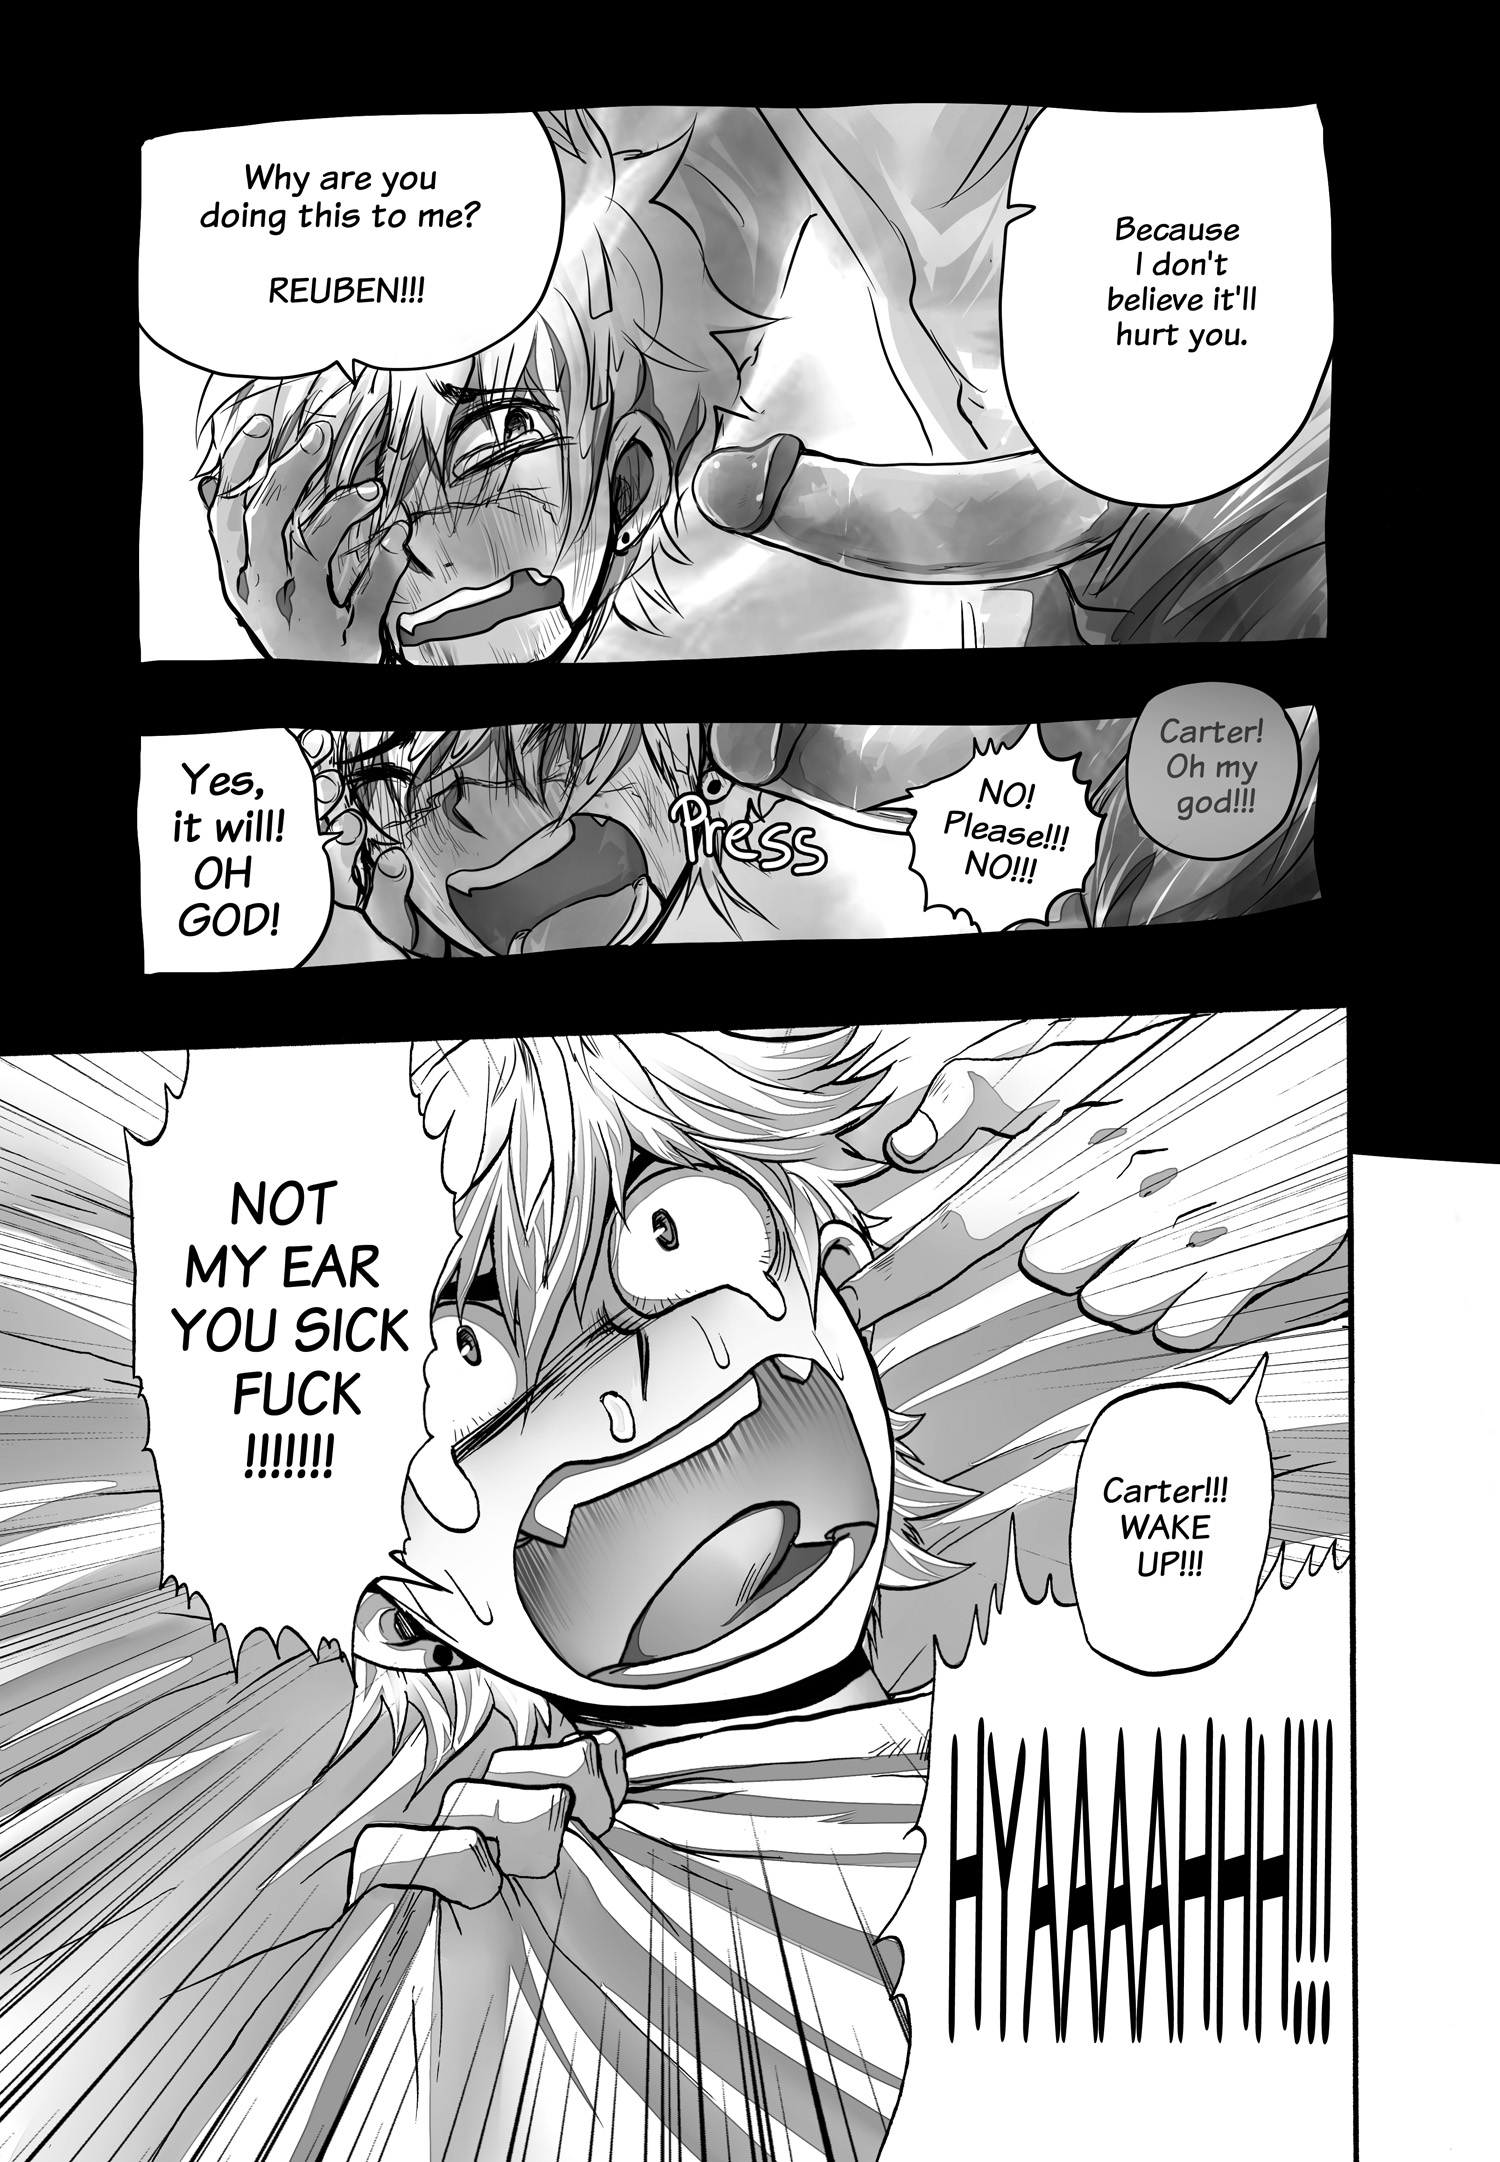 Why are you
doing this to me?
REUBEN!!!
Because
I don't
believe it'll
hurt you.
Yes,
it will!
OH
GOD!
Press
NO!
Please!!!
NO!!!
Carter!
Oh my
god!!!
NOT
MY EAR
YOU SICK
FUCK
!!!!!!!
Carter!!!
WAKE
UP!!!
HYAAAAHHH!!!